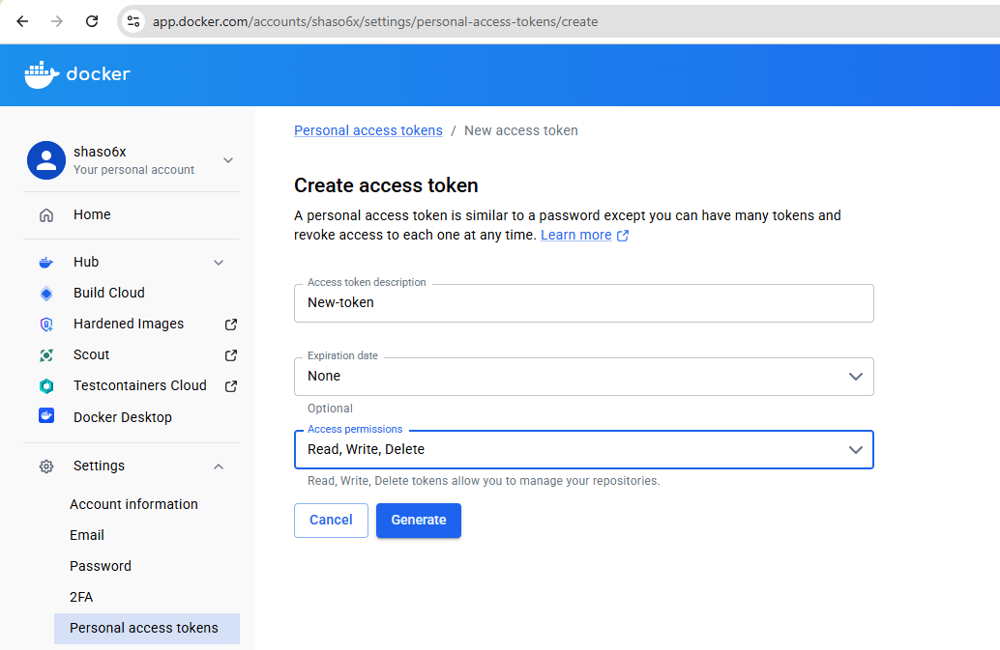 app.docker.com/accounts/shaso6x/settings/personal-access-tokens/create
docker
shaso6x
Your personal account
Home
Hub
Build Cloud
Hardened Images
Scout
Testcontainers Cloud
Docker Desktop
Settings
Account information
Email
Password
2FA
Personal access tokens
Personal access tokens / New access token
Create access token
A personal access token is similar to a password except you can have many tokens and
revoke access to each one at any time. Learn more
Access token description
New-token
Expiration date
None
Optional
Access permissions
Read, Write, Delete
Read, Write, Delete tokens allow you to manage your repositories.
Cancel Generate